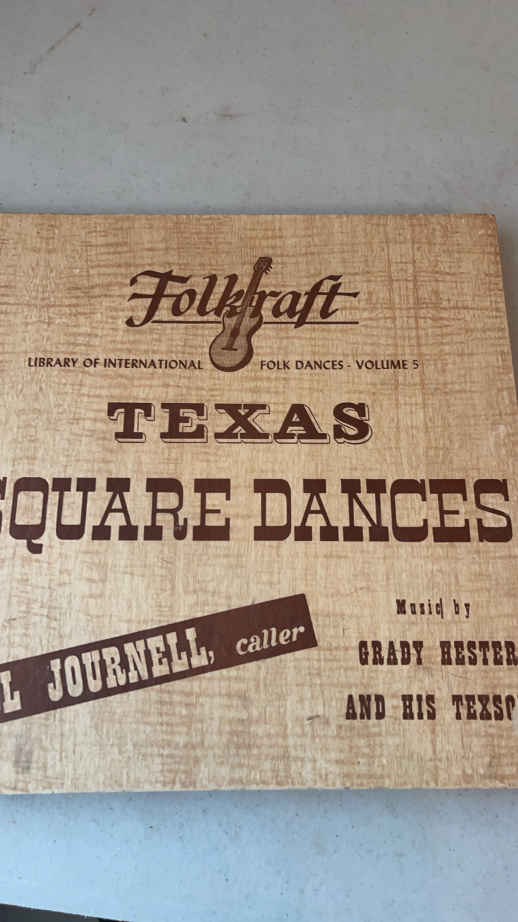 Folkraft
LIBRARY OF INTERNATIONAL FOLK DANCES - VOLUME 5
TEXAS
SQUARE DANCES
L JOURNELL, caller
Music by
GRADY HESTER
AND HIS TEXSO